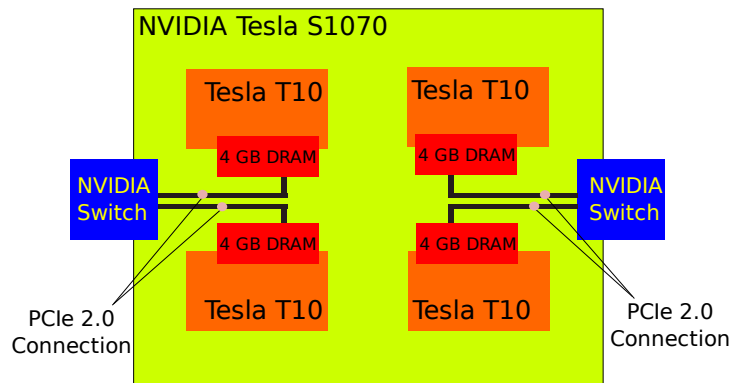 NVIDIA Tesla S1070
Tesla T10
Tesla T10
4 GB DRAM
4 GB DRAM
NVIDIA
Switch
NVIDIA
Switch
4 GB DRAM
4 GB DRAM
Tesla T10
Tesla T10
PCIe 2.0
Connection
PCIe 2.0
Connection